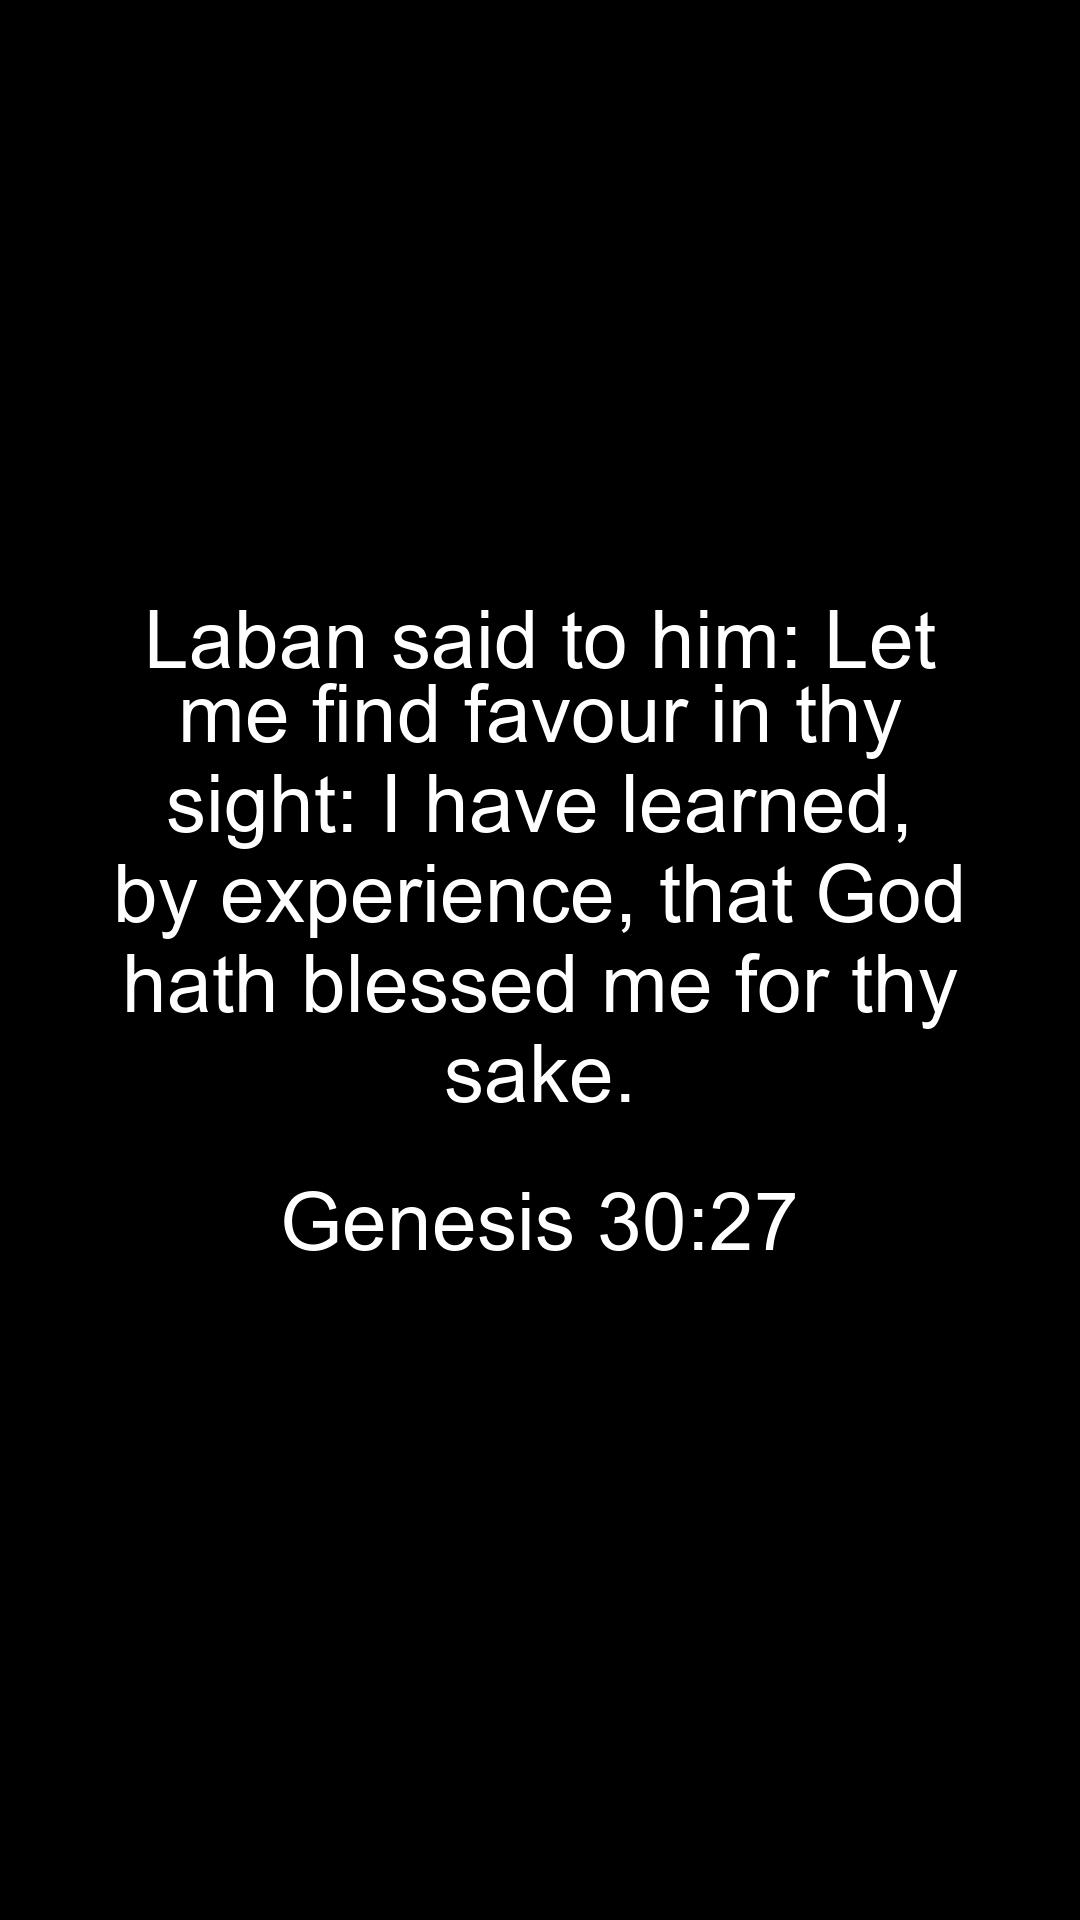 Laban said to him: Let
me find favour in thy
sight: I have learned,
by experience, that God
hath blessed me for thy
sake.
Genesis 30:27